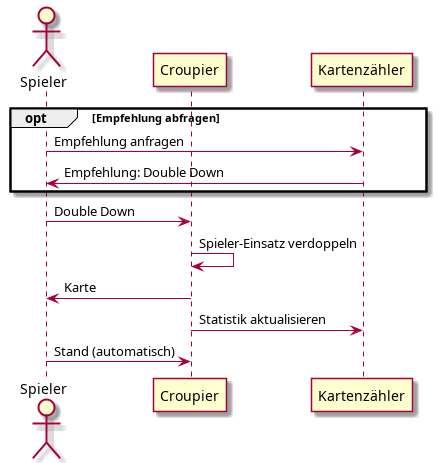 Spieler
Croupier
Kartenzähler
opt
[Empfehlung abfragen]
Empfehlung anfragen
Empfehlung: Double Down
Double Down
Spieler-Einsatz verdoppeln
Karte
Statistik aktualisieren
Stand (automatisch)
Spieler
Croupier
Kartenzähler